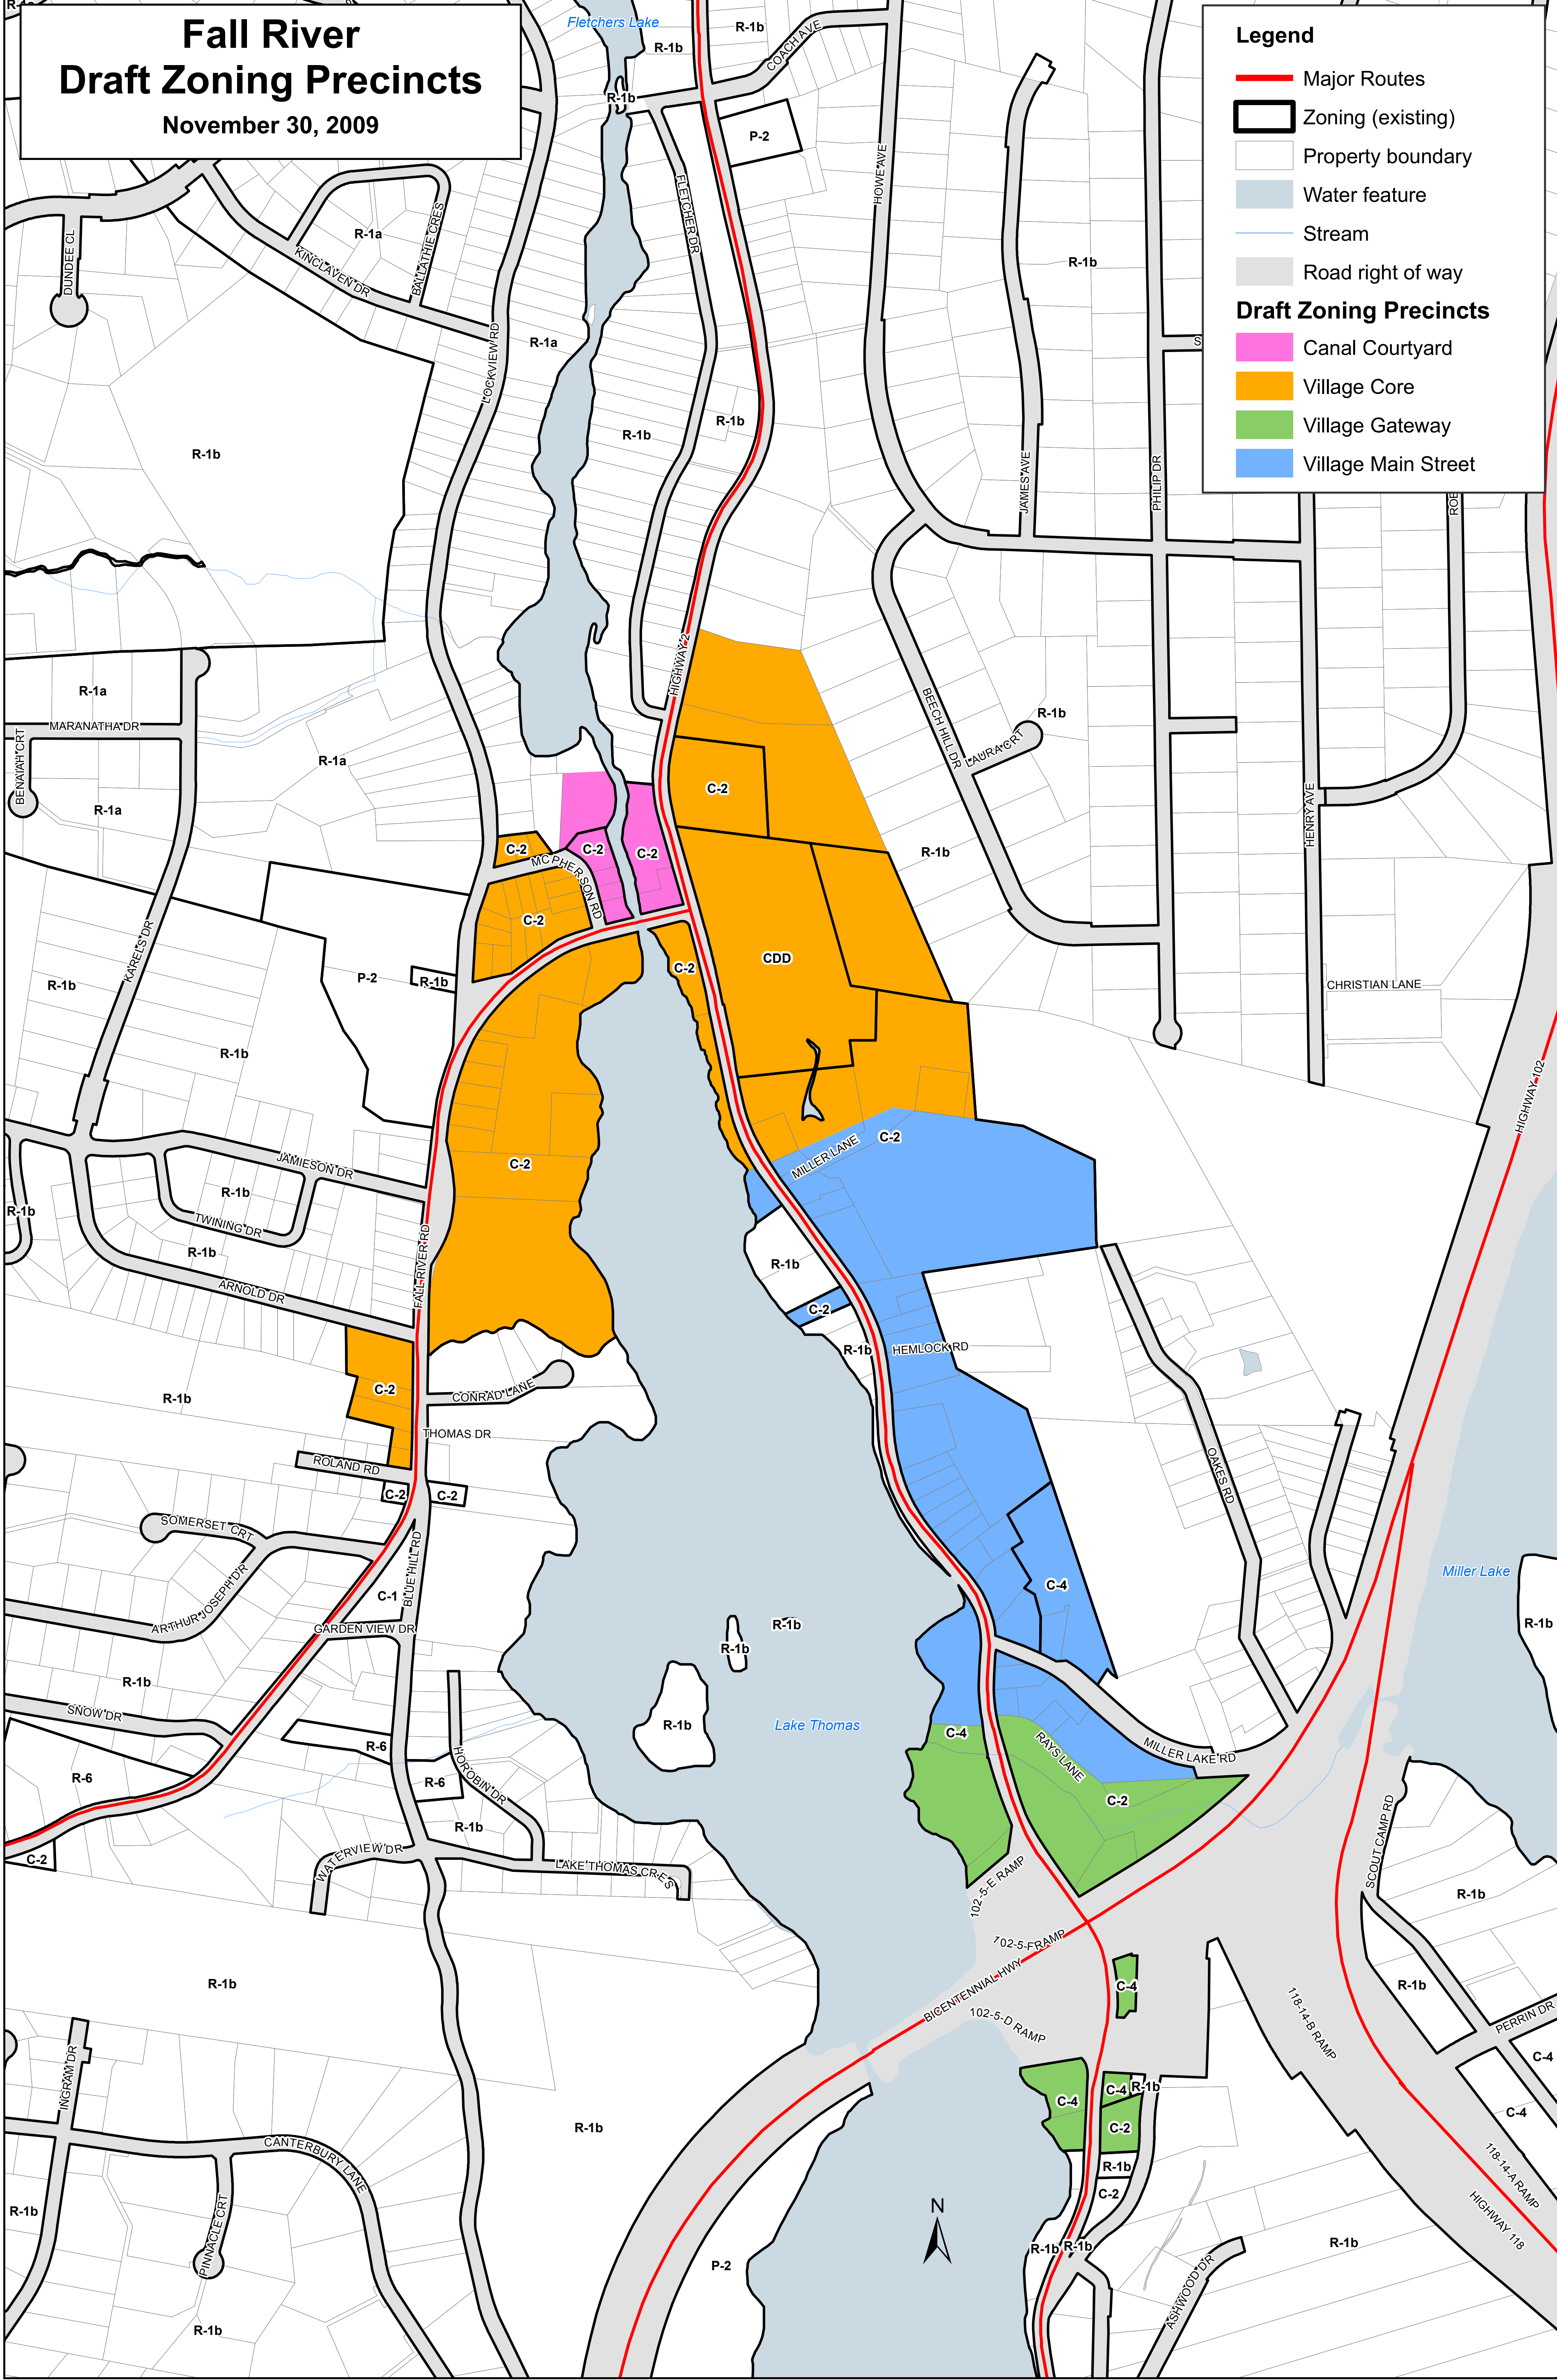 Fall River
Draft Zoning Precincts
November 30, 2009
Legend
Major Routes
Zoning (existing)
Property boundary
Water feature
Stream
Road right of way
Draft Zoning Precincts
Canal Courtyard
Village Core
Village Gateway
Village Main Street
Fletchers Lake
R-1b
R-1b
COACH AVE
R-1b
P-2
FLETCHER DR
HOWE AVE
R-1a
DUNDEE CL
KINCLAVEN DR
BALLATHIE CRES
LOCKVIEW RD
R-1a
R-1b
R-1b
R-1b
R-1b
JAMES AVE
PHILIP DR
HIGHWAY 2
R-1a
MARANATHA DR
BENAIAH CRT
R-1a
R-1a
BEECH HILL DR
LAURA CRT
R-1b
HENRY AVE
C-2
C-2
C-2
C-2
MCPHERSON RD
C-2
R-1b
KARELS DR
P-2
R-1b
R-1b
C-2
CDD
CHRISTIAN LANE
HIGHWAY 102
R-1b
JAMIESON DR
R-1b
TWINING DR
R-1b
R-1b
ARNOLD DR
FALL RIVER RD
C-2
MILLER LANE
C-2
R-1b
C-2
R-1b
HEMLOCK RD
R-1b
C-2
CONRAD LANE
THOMAS DR
ROLAND RD
C-2
C-2
OAKES RD
SOMERSET CRT
ARTHUR JOSEPH DR
BLUE HILL RD
C-1
GARDEN VIEW DR
R-1b
R-1b
C-4
Miller Lake
R-1b
R-1b
SNOW DR
R-1b
Lake Thomas
C-4
RAYS LANE
MILLER LAKE RD
R-6
R-6
R-6
HOROBIN DR
C-2
R-1b
WATERVIEW DR
LAKE THOMAS CRES
C-2
SCOUT CAMP RD
R-1b
102-5-E RAMP
102-5-F RAMP
BICENTENNIAL HWY
102-5-D RAMP
R-1b
C-4
R-1b
118-14-B RAMP
PERRIN DR
C-4
INGRAM DR
C-4
C-4
R-1b
C-2
C-4
R-1b
CANTERBURY LANE
R-1b
C-2
118-14-A RAMP
HIGHWAY 118
R-1b
PINNACLE CRT
N
R-1b
R-1b
R-1b
P-2
ASHWOOD DR
R-1b